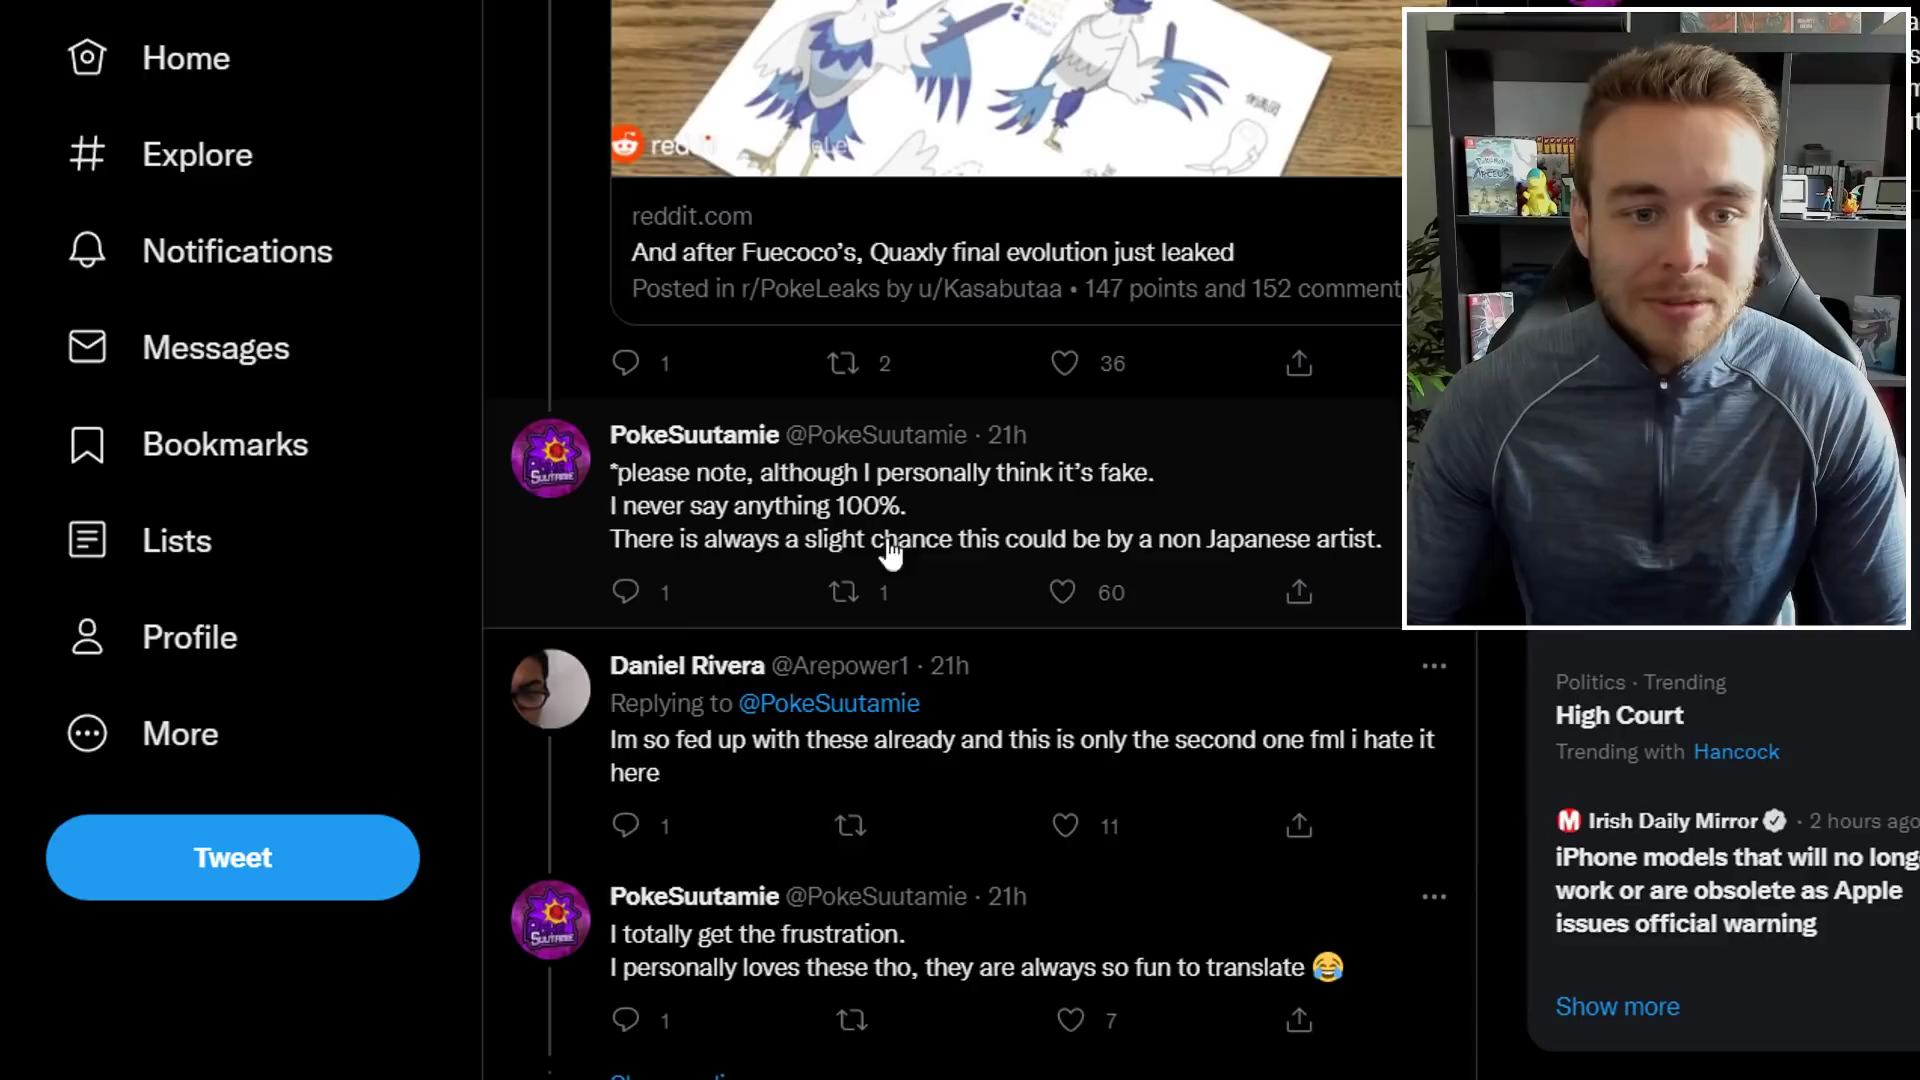 Home
Explore
Notifications
Messages
Bookmarks
Lists
Profile
More
Tweet
reddit.com
And after Fuecoco's, Quaxly final evolution just leaked
Posted in r/PokeLeaks by u/Kasabutaa • 147 points and 152 comment
1 2 36
PokeSuutamie @PokeSuutamie · 21h
*please note, although I personally think it's fake.
I never say anything 100%.
There is always a slight chance this could be by a non Japanese artist.
1 1 60
Daniel Rivera @Arepower1 · 21h
Replying to @PokeSuutamie
Im so fed up with these already and this is only the second one fml i hate it
here
1 11
PokeSuutamie @PokeSuutamie · 21h
I totally get the frustration.
I personally loves these tho, they are always so fun to translate 😂
1 7
Politics · Trending
High Court
Trending with Hancock
Irish Daily Mirror · 2 hours ago
iPhone models that will no long
work or are obsolete as Apple
issues official warning
Show more